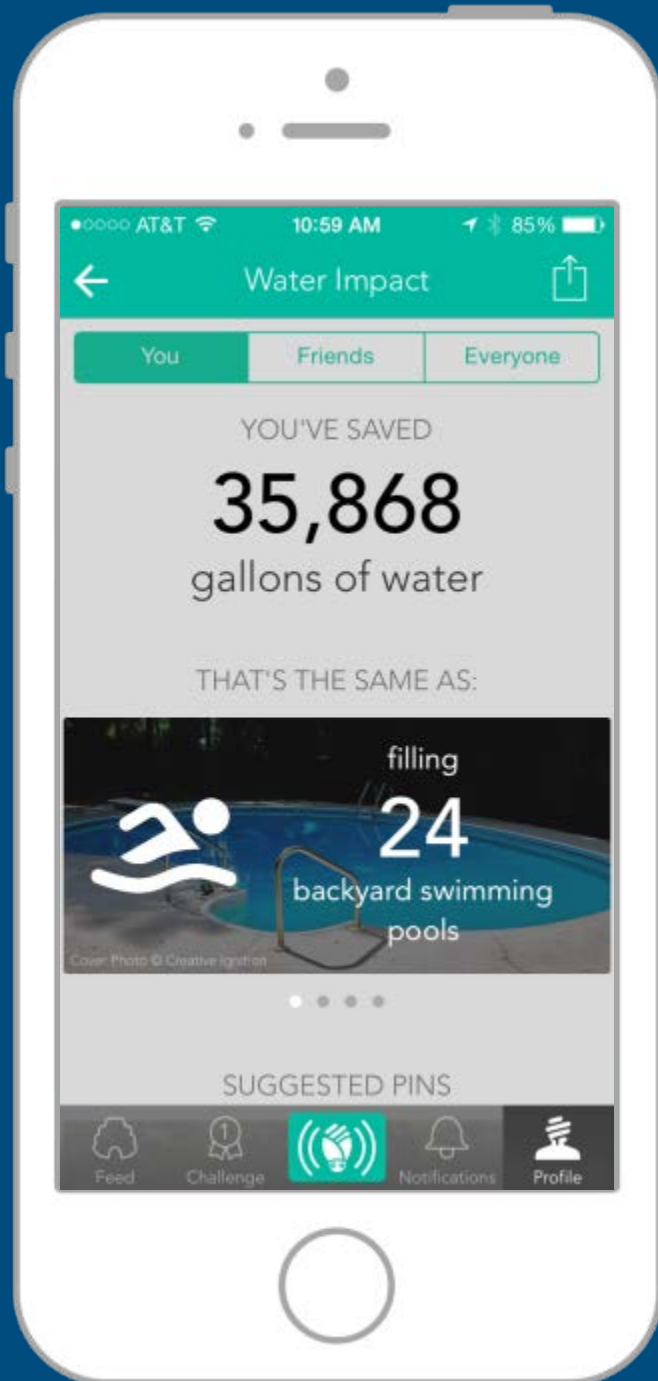 AT&T 10:59 AM 85%
Water Impact
You Friends Everyone
YOU'VE SAVED
35,868
gallons of water
THAT'S THE SAME AS:
filling
24
backyard swimming
pools
Cover Photo © Creative Ignition
SUGGESTED PINS
1
Feed Challenge Notifications Profile